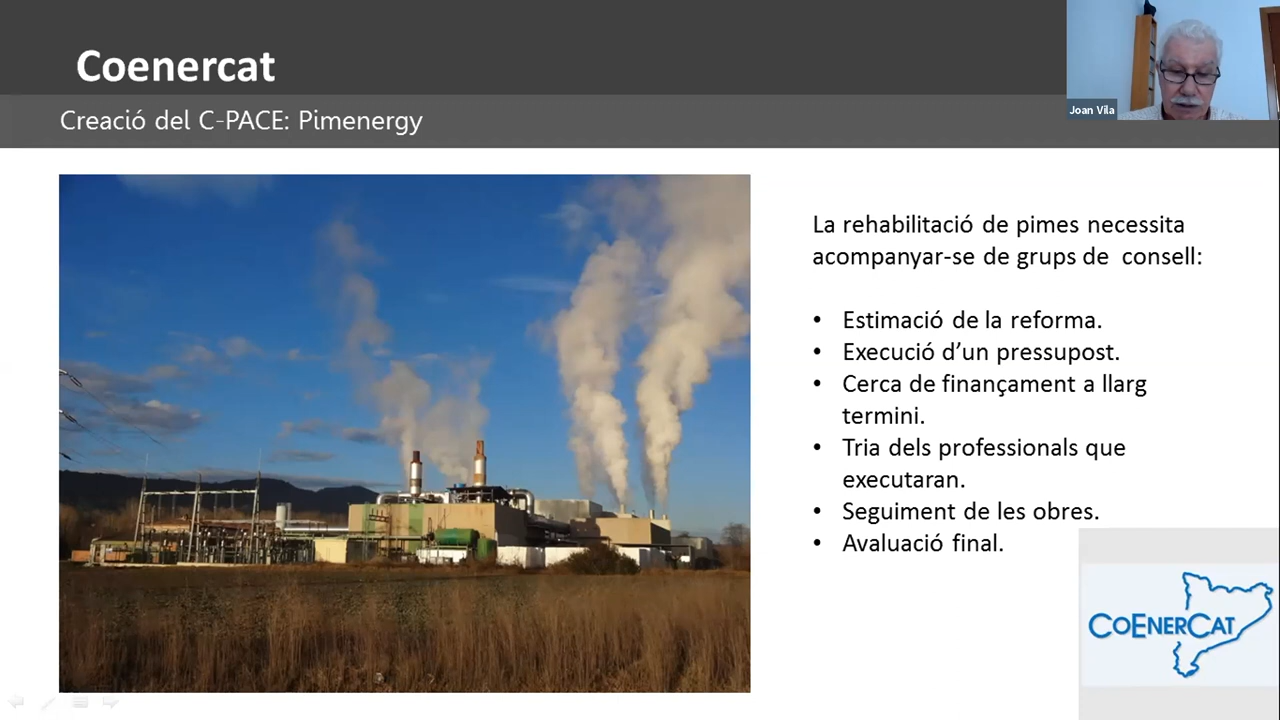 Coenercat
Creació del C-PACE: Pimenergy
Joan Vila
La rehabilitació de pimes necessita
acompanyar-se de grups de consell:
• Estimació de la reforma.
• Execució d’un pressupost.
• Cerca de finançament a llarg
termini.
• Tria dels professionals que
executaran.
• Seguiment de les obres.
• Avaluació final.
COENERCAT